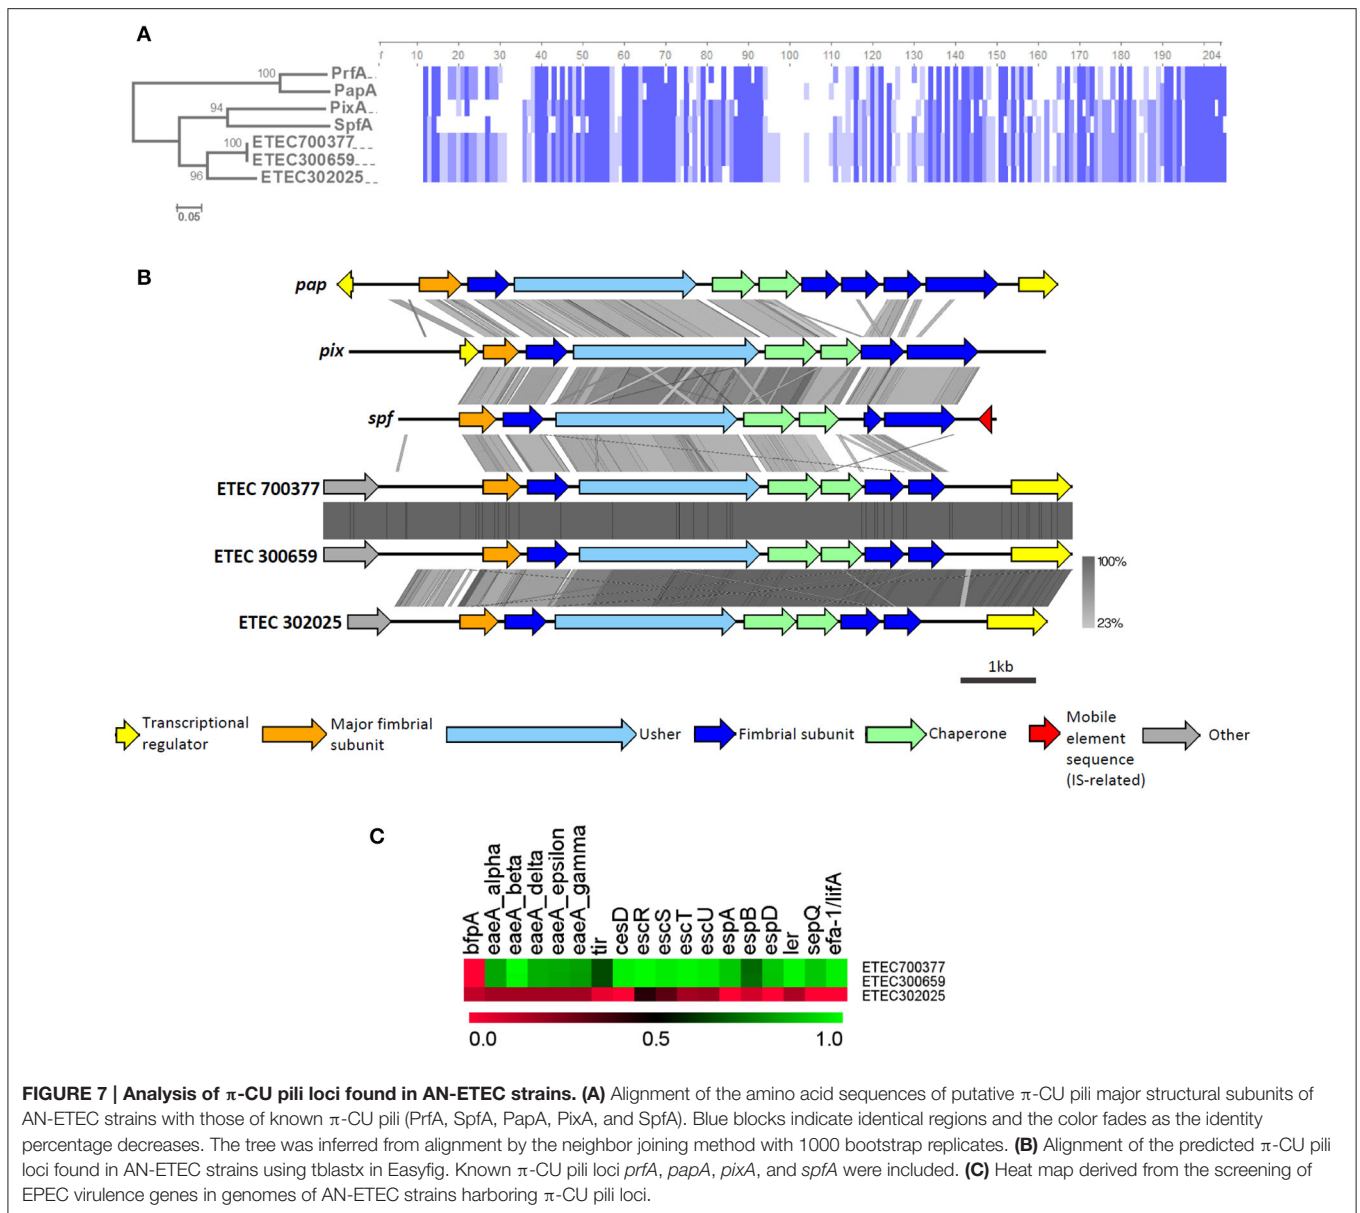 A
10 20 30 40 50 60 70 80 90 100 110 120 130 140 150 160 170 180 190 204
100
PrfA
PapA
94
PixA
SpfA
100
ETEC700377
ETEC300659
96
ETEC302025
0.05
B
pap
pix
spf
ETEC 700377
ETEC 300659
ETEC 302025
100%
23%
1kb
Transcriptional
regulator
Major fimbrial
subunit
Usher
Fimbrial subunit
Chaperone
Mobile
element
sequence
(IS-related)
Other
C
bfpA
eaeA_alpha
eaeA_beta
eaeA_delta
eaeA_epsilon
eaeA_gamma
tir
cesD
escR
escS
escT
escU
espA
espB
espD
ler
sepQ
efa-1/lifA
ETEC700377
ETEC300659
ETEC302025
0.0 0.5 1.0
FIGURE 7 | Analysis of π-CU pili loci found in AN-ETEC strains. (A) Alignment of the amino acid sequences of putative π-CU pili major structural subunits of
AN-ETEC strains with those of known π-CU pili (PrfA, SpfA, PapA, PixA, and SpfA). Blue blocks indicate identical regions and the color fades as the identity
percentage decreases. The tree was inferred from alignment by the neighbor joining method with 1000 bootstrap replicates. (B) Alignment of the predicted π-CU pili
loci found in AN-ETEC strains using tblastx in Easyfig. Known π-CU pili loci prfA, papA, pixA, and spfA were included. (C) Heat map derived from the screening of
EPEC virulence genes in genomes of AN-ETEC strains harboring π-CU pili loci.